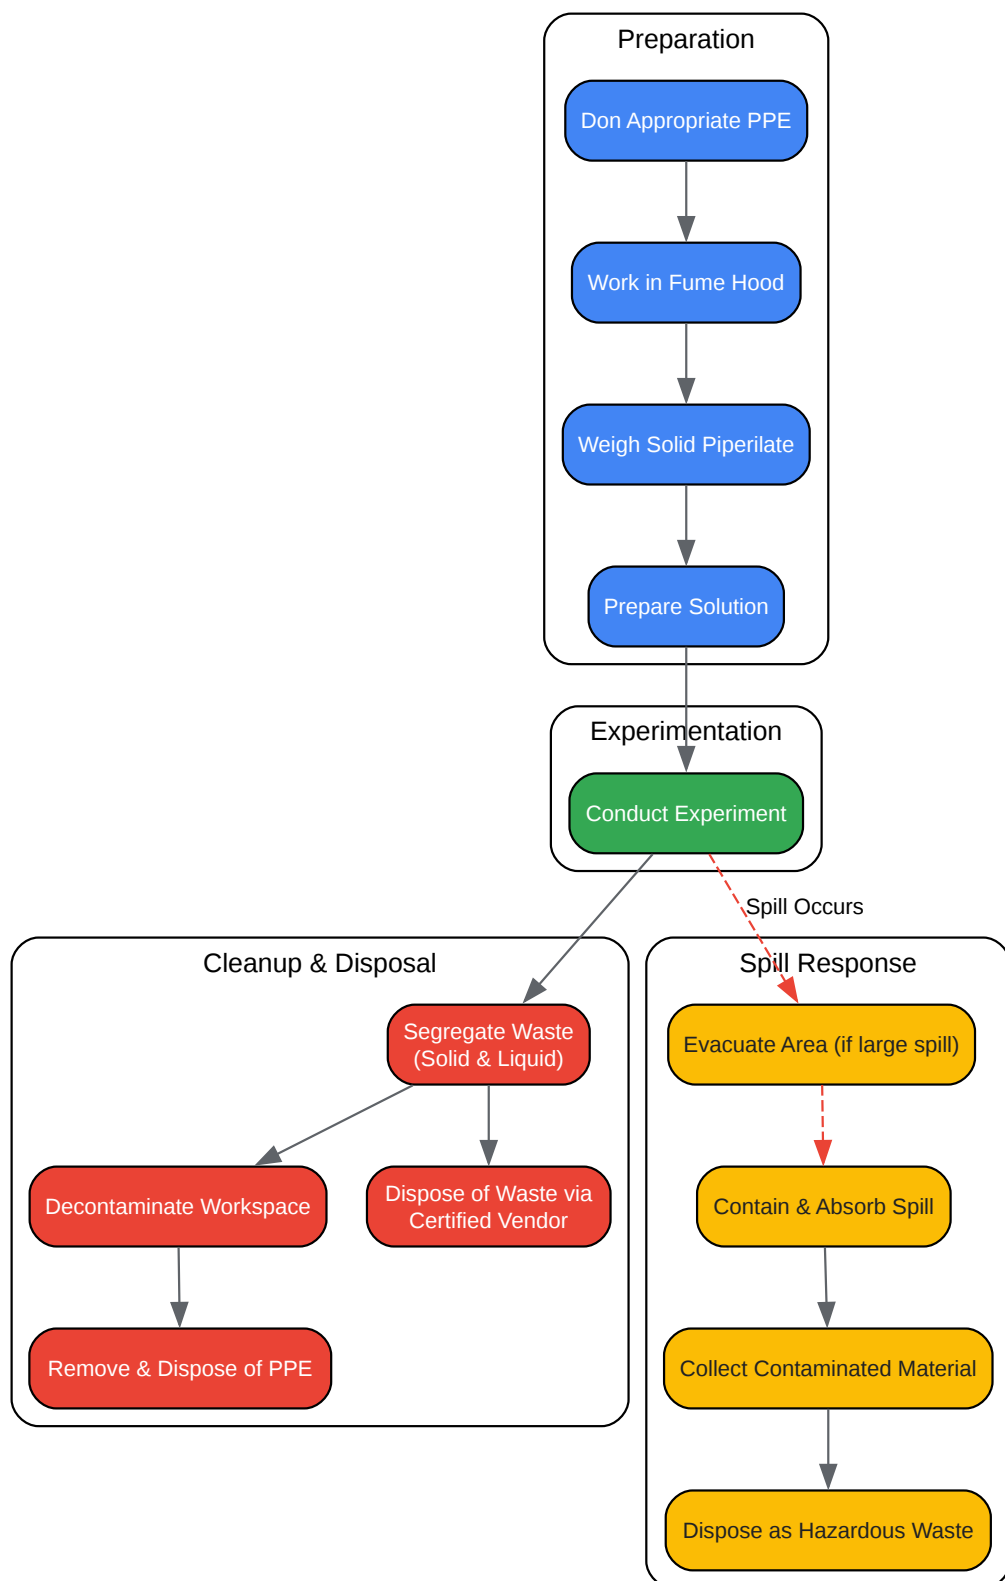 Preparation
Don Appropriate PPE
Work in Fume Hood
Weigh Solid Piperilate
Prepare Solution
Experimentation
Conduct Experiment
Spill Occurs
Cleanup & Disposal
Segregate Waste
(Solid & Liquid)
Decontaminate Workspace
Dispose of Waste via
Certified Vendor
Remove & Dispose of PPE
Spill Response
Evacuate Area (if large spill)
Contain & Absorb Spill
Collect Contaminated Material
Dispose as Hazardous Waste